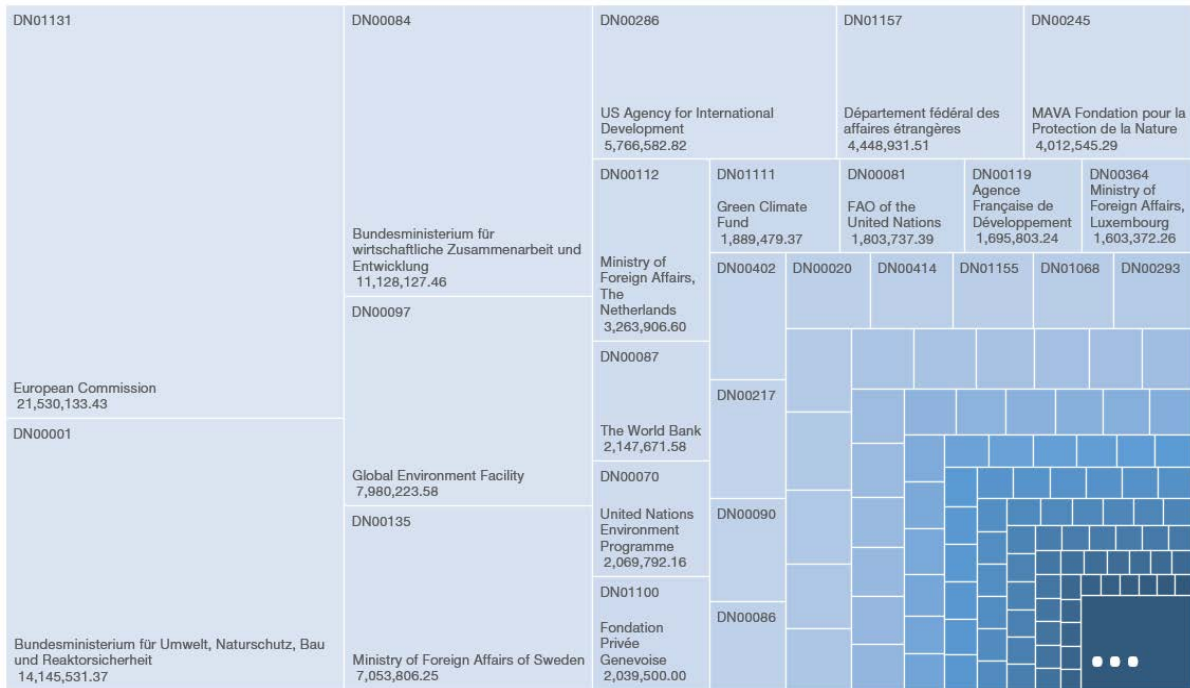 DN01131
European Commission
21,530,133.43
DN00001
Bundesministerium für Umwelt, Naturschutz, Bau
und Reaktorsicherheit
14,145,531.37
DN00084
Bundesministerium für
wirtschaftliche Zusammenarbeit und
Entwicklung
11,128,127.46
DN00097
Global Environment Facility
7,980,223.58
DN00135
Ministry of Foreign Affairs of Sweden
7,053,806.25
DN00286
US Agency for International
Development
5,766,582.82
DN01157
Département fédéral des
affaires étrangères
4,448,931.51
DN00245
MAVA Fondation pour la
Protection de la Nature
4,012,545.29
DN00112
Ministry of
Foreign Affairs,
The
Netherlands
3,263,906.60
DN00087
The World Bank
2,147,671.58
DN00070
United Nations
Environment
Programme
2,069,792.16
DN01100
Fondation
Privée
Genevoise
2,039,500.00
DN01111
Green Climate
Fund
1,889,479.37
DN00081
FAO of the
United Nations
1,803,737.39
DN00119
Agence
Française de
Développement
1,695,803.24
DN00364
Ministry of
Foreign Affairs,
Luxembourg
1,603,372.26
DN00402
DN00020
DN00414
DN01155
DN01068
DN00293
DN00217
DN00090
DN00086